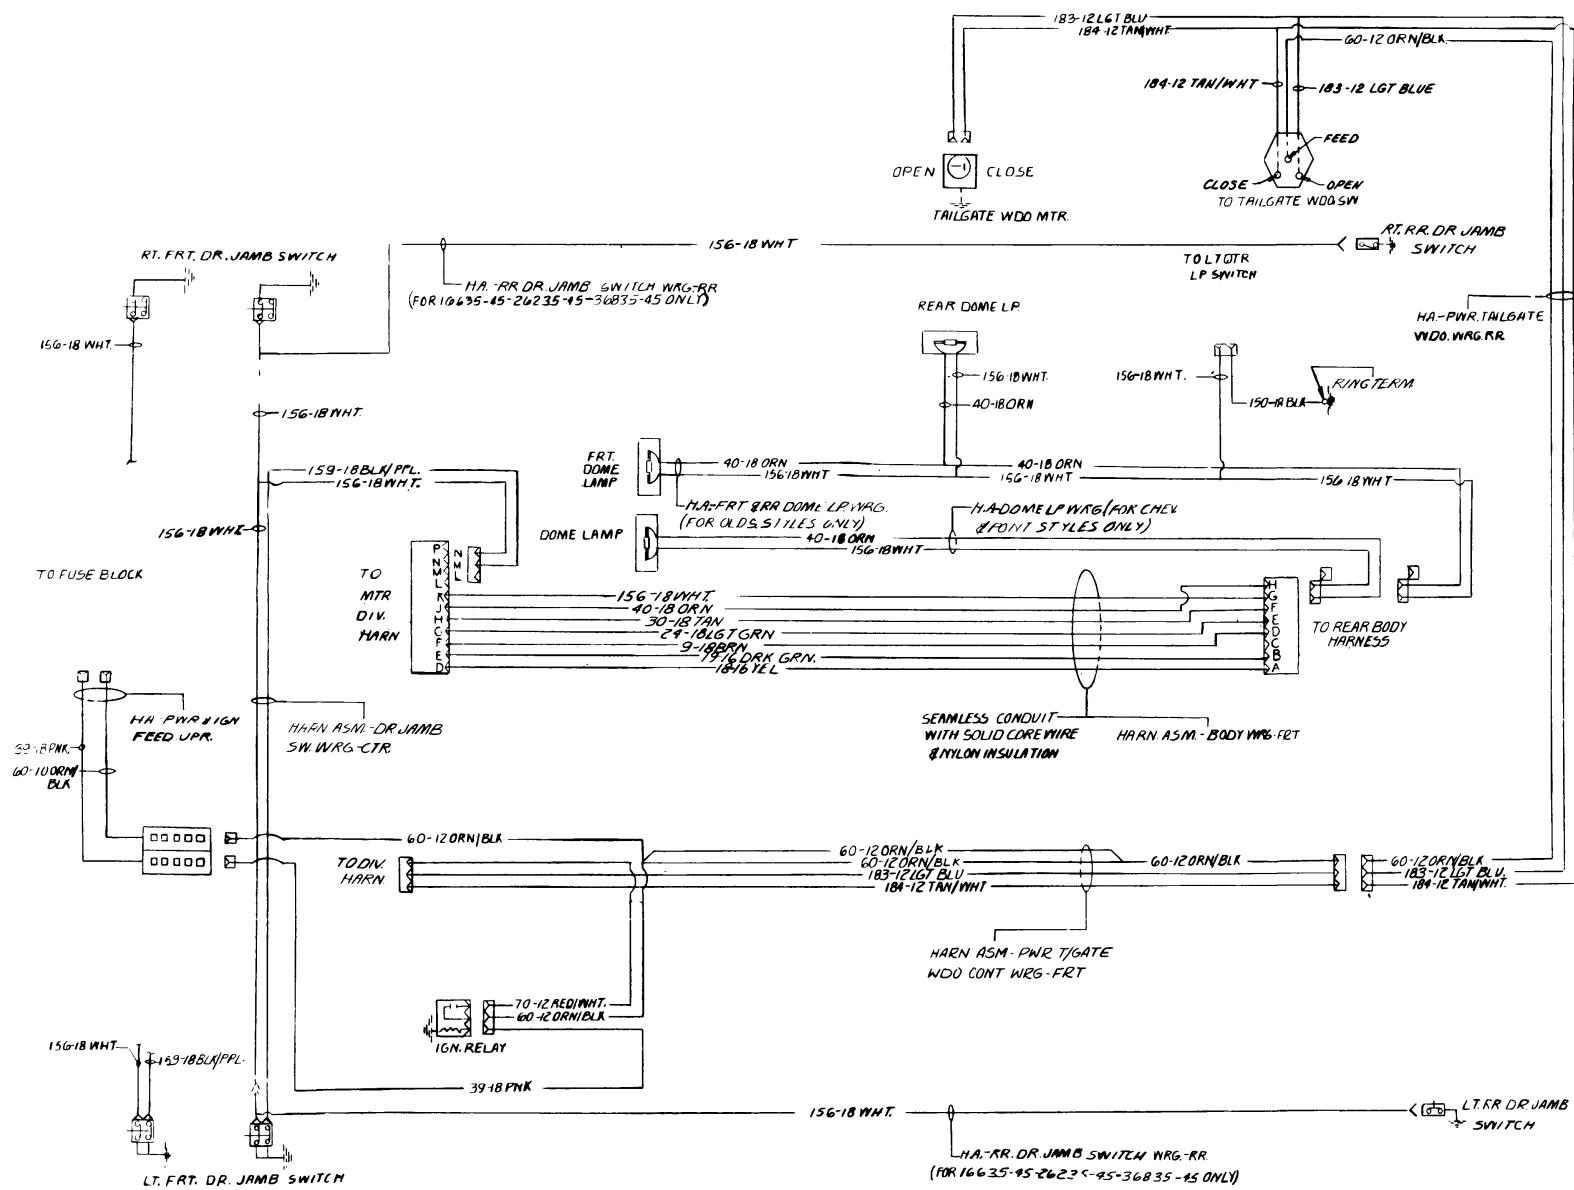 183-12 LGT BLU
184-12 TAN/WHT
60-12 ORN/BLK
184-12 TAN/WHT
183-12 LGT BLUE
FEED
OPEN
CLOSE
CLOSE
OPEN
TAILGATE WDO MTR.
TO TAILGATE WDO SW
RT. FRT. DR. JAMB SWITCH
156-18 WHT
RT. RR. DR JAMB
SWITCH
TO LT QTR
LP SWITCH
HA.-RR DR. JAMB SWITCH WRG-RR
(FOR 16635-45-26235-45-36835-45 ONLY)
REAR DOME LP.
HA.-PWR. TAILGATE
WDO. WRG. RR.
156-18 WHT.
156-18 WHT.
156-18 WHT.
RING TERM.
40-18 ORN
BLK
156-18 WHT.
159-18 BLK/PPL.
156-18 WHT.
FRT.
DOME
LAMP
40-18 ORN
156-18 WHT
40-18 ORN
156-18 WHT
156 18 WHT
HA-FRT & RR DOME LP. WRG.
(FOR OLDS STYLES ONLY)
HA-DOME LP WRG (FOR CHEV.
& PONT STYLES ONLY)
156-18 WHT.
DOME LAMP
40-18 ORN
156-18 WHT
TO FUSE BLOCK
TO
MTR
DIV.
HARN
P
N
M
L
K
J
H
G
F
E
D
N
M
L
156-18 WHT.
40-18 ORN
30-18 TAN
24-18 LGT GRN
9-18 BRN
19-16 DRK GRN.
18-16 YEL
H
G
F
E
D
C
B
A
TO REAR BODY
HARNESS
HA-PWR & IGN
FEED UPR.
HARN ASM.-DR JAMB
SW. WRG-CTR.
SEAMLESS CONDUIT
WITH SOLID CORE WIRE
& NYLON INSULATION
HARN. ASM.-BODY WRG-FRT
39-18 PNK.
60-10 ORN/
BLK
60-12 ORN/BLK
TO DIV.
HARN.
60-12 ORN/BLK
60-12 ORN/BLK
183-12 LGT BLU
184-12 TAN/WHT
60-12 ORN/BLK
60-12 ORN/BLK
183-12 LGT BLU.
184-12 TAN/WHT.
HARN ASM-PWR T/GATE
WDO CONT WRG-FRT
70-12 RED/WHT.
60-12 ORN/BLK
IGN. RELAY
156-18 WHT
159-18 BLK/PPL.
39-18 PNK
156-18 WHT.
LT. RR DR. JAMB
SWITCH
HA.-RR. DR. JAMB SWITCH WRG.-RR
(FOR 16635-45-26235-45-36835-45 ONLY)
LT. FRT. DR. JAMB SWITCH